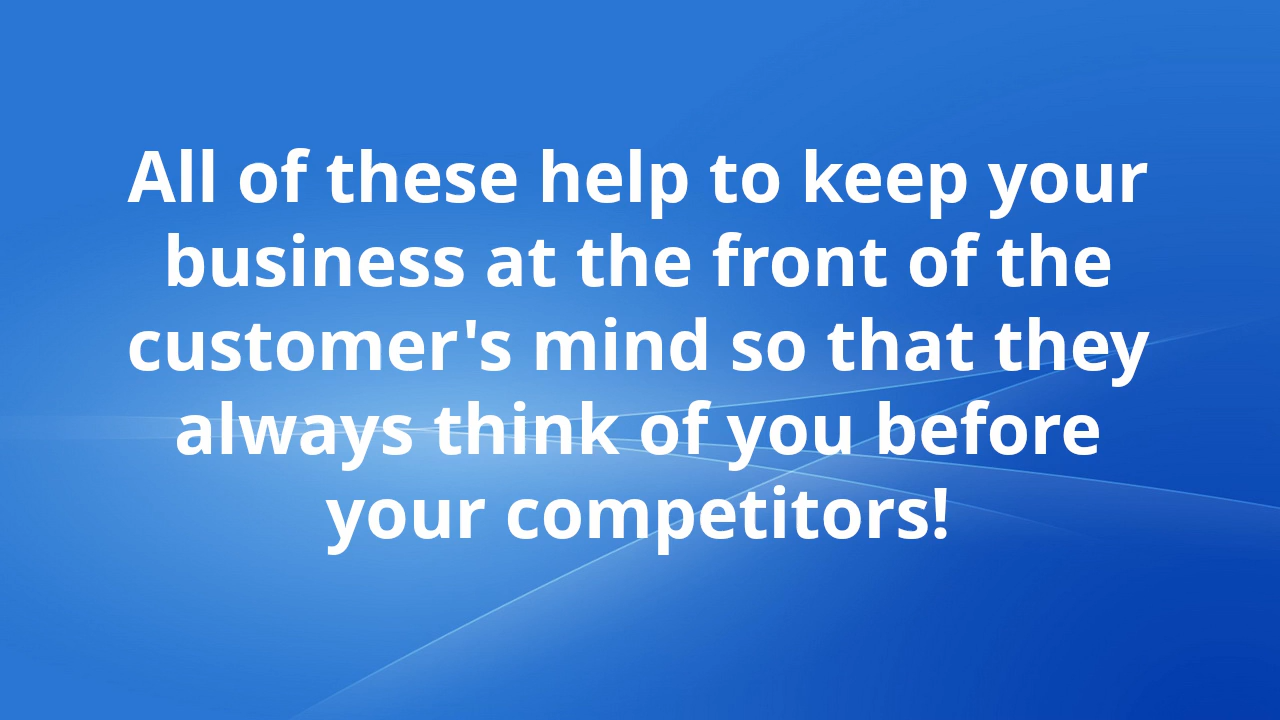 All of these help to keep your
business at the front of the
customer's mind so that they
always think of you before
your competitors!